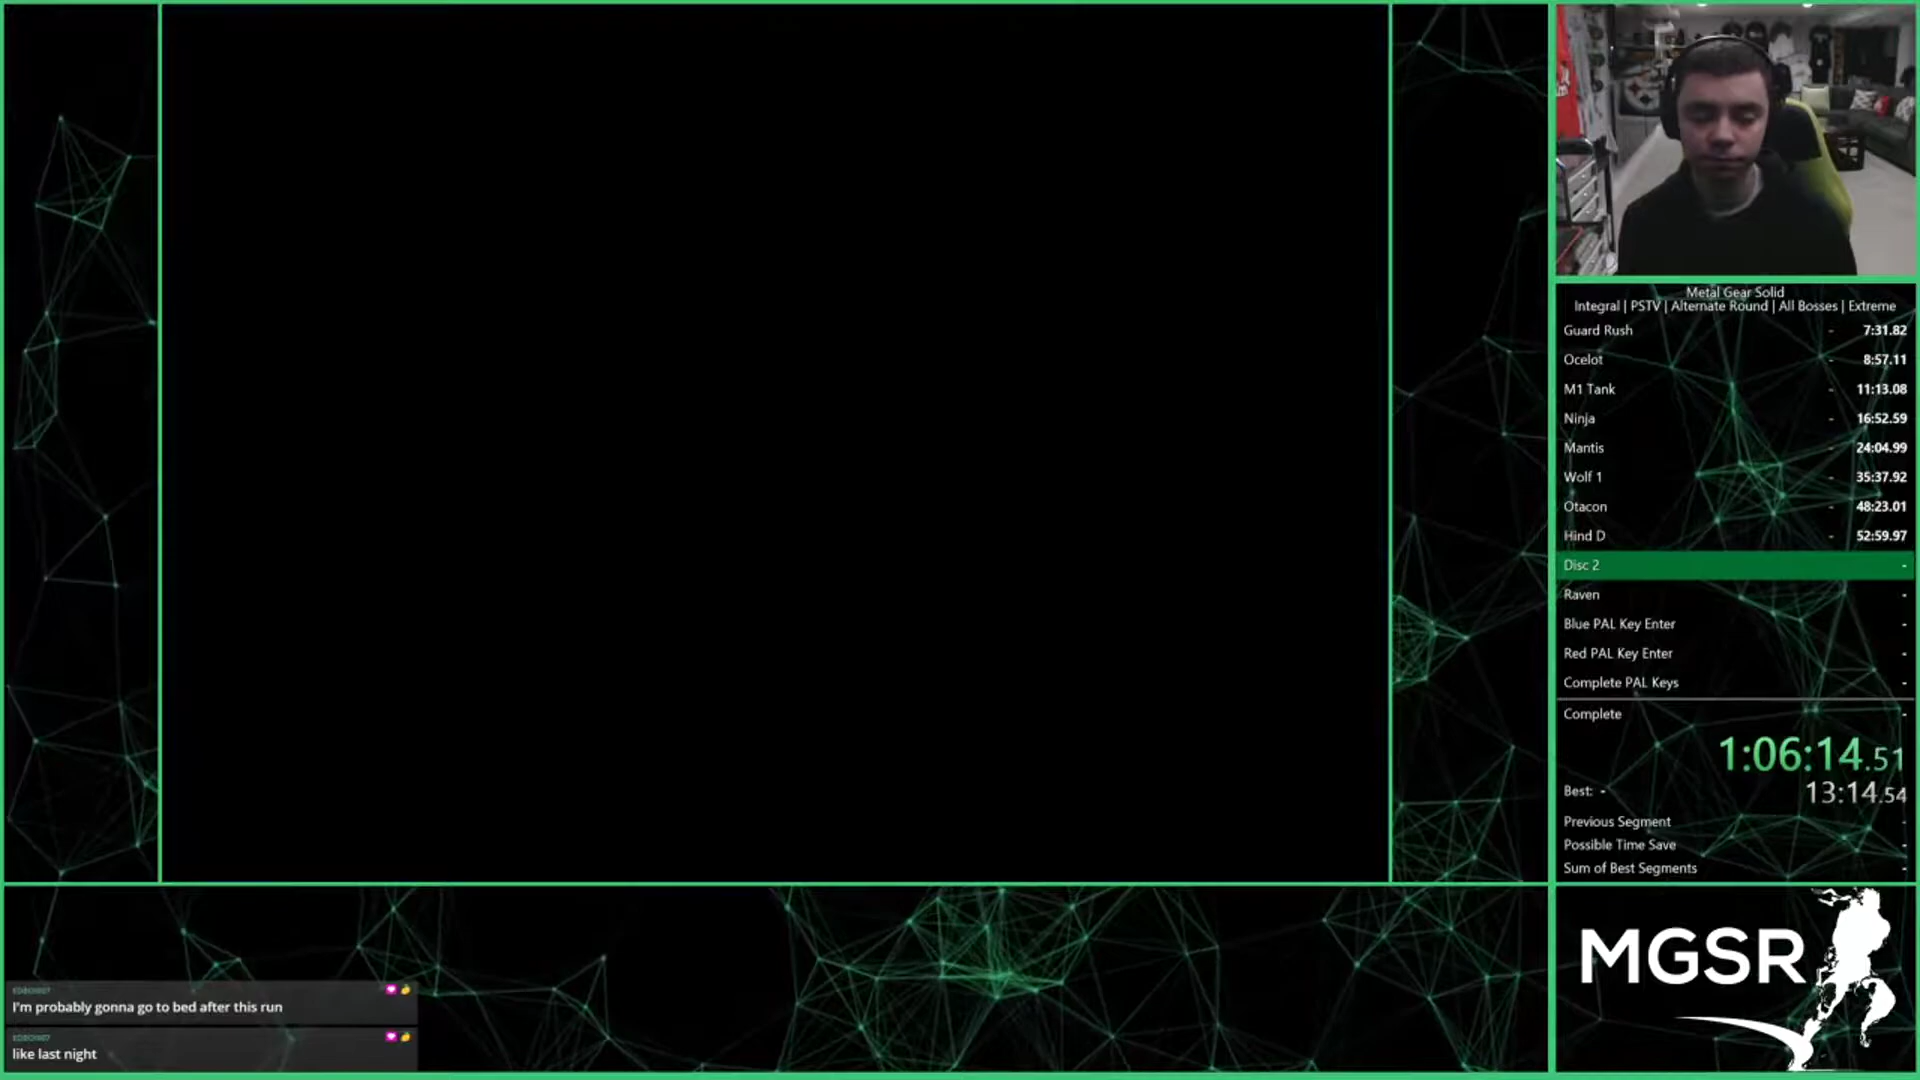 Metal Gear Solid
Integral | PSTV | Alternate Round | All Bosses | Extreme
Guard Rush - 7:31.82
Ocelot - 8:57.11
M1 Tank - 11:13.08
Ninja - 16:52.59
Mantis - 24:04.99
Wolf 1 - 35:37.92
Otacon - 48:23.01
Hind D - 52:59.97
Disc 2 -
Raven -
Blue PAL Key Enter -
Red PAL Key Enter -
Complete PAL Keys -
Complete -
1:06:14.51
Best: - 13:14.54
Previous Segment -
Possible Time Save -
Sum of Best Segments -
MGSR
I'm probably gonna go to bed after this run
like last night